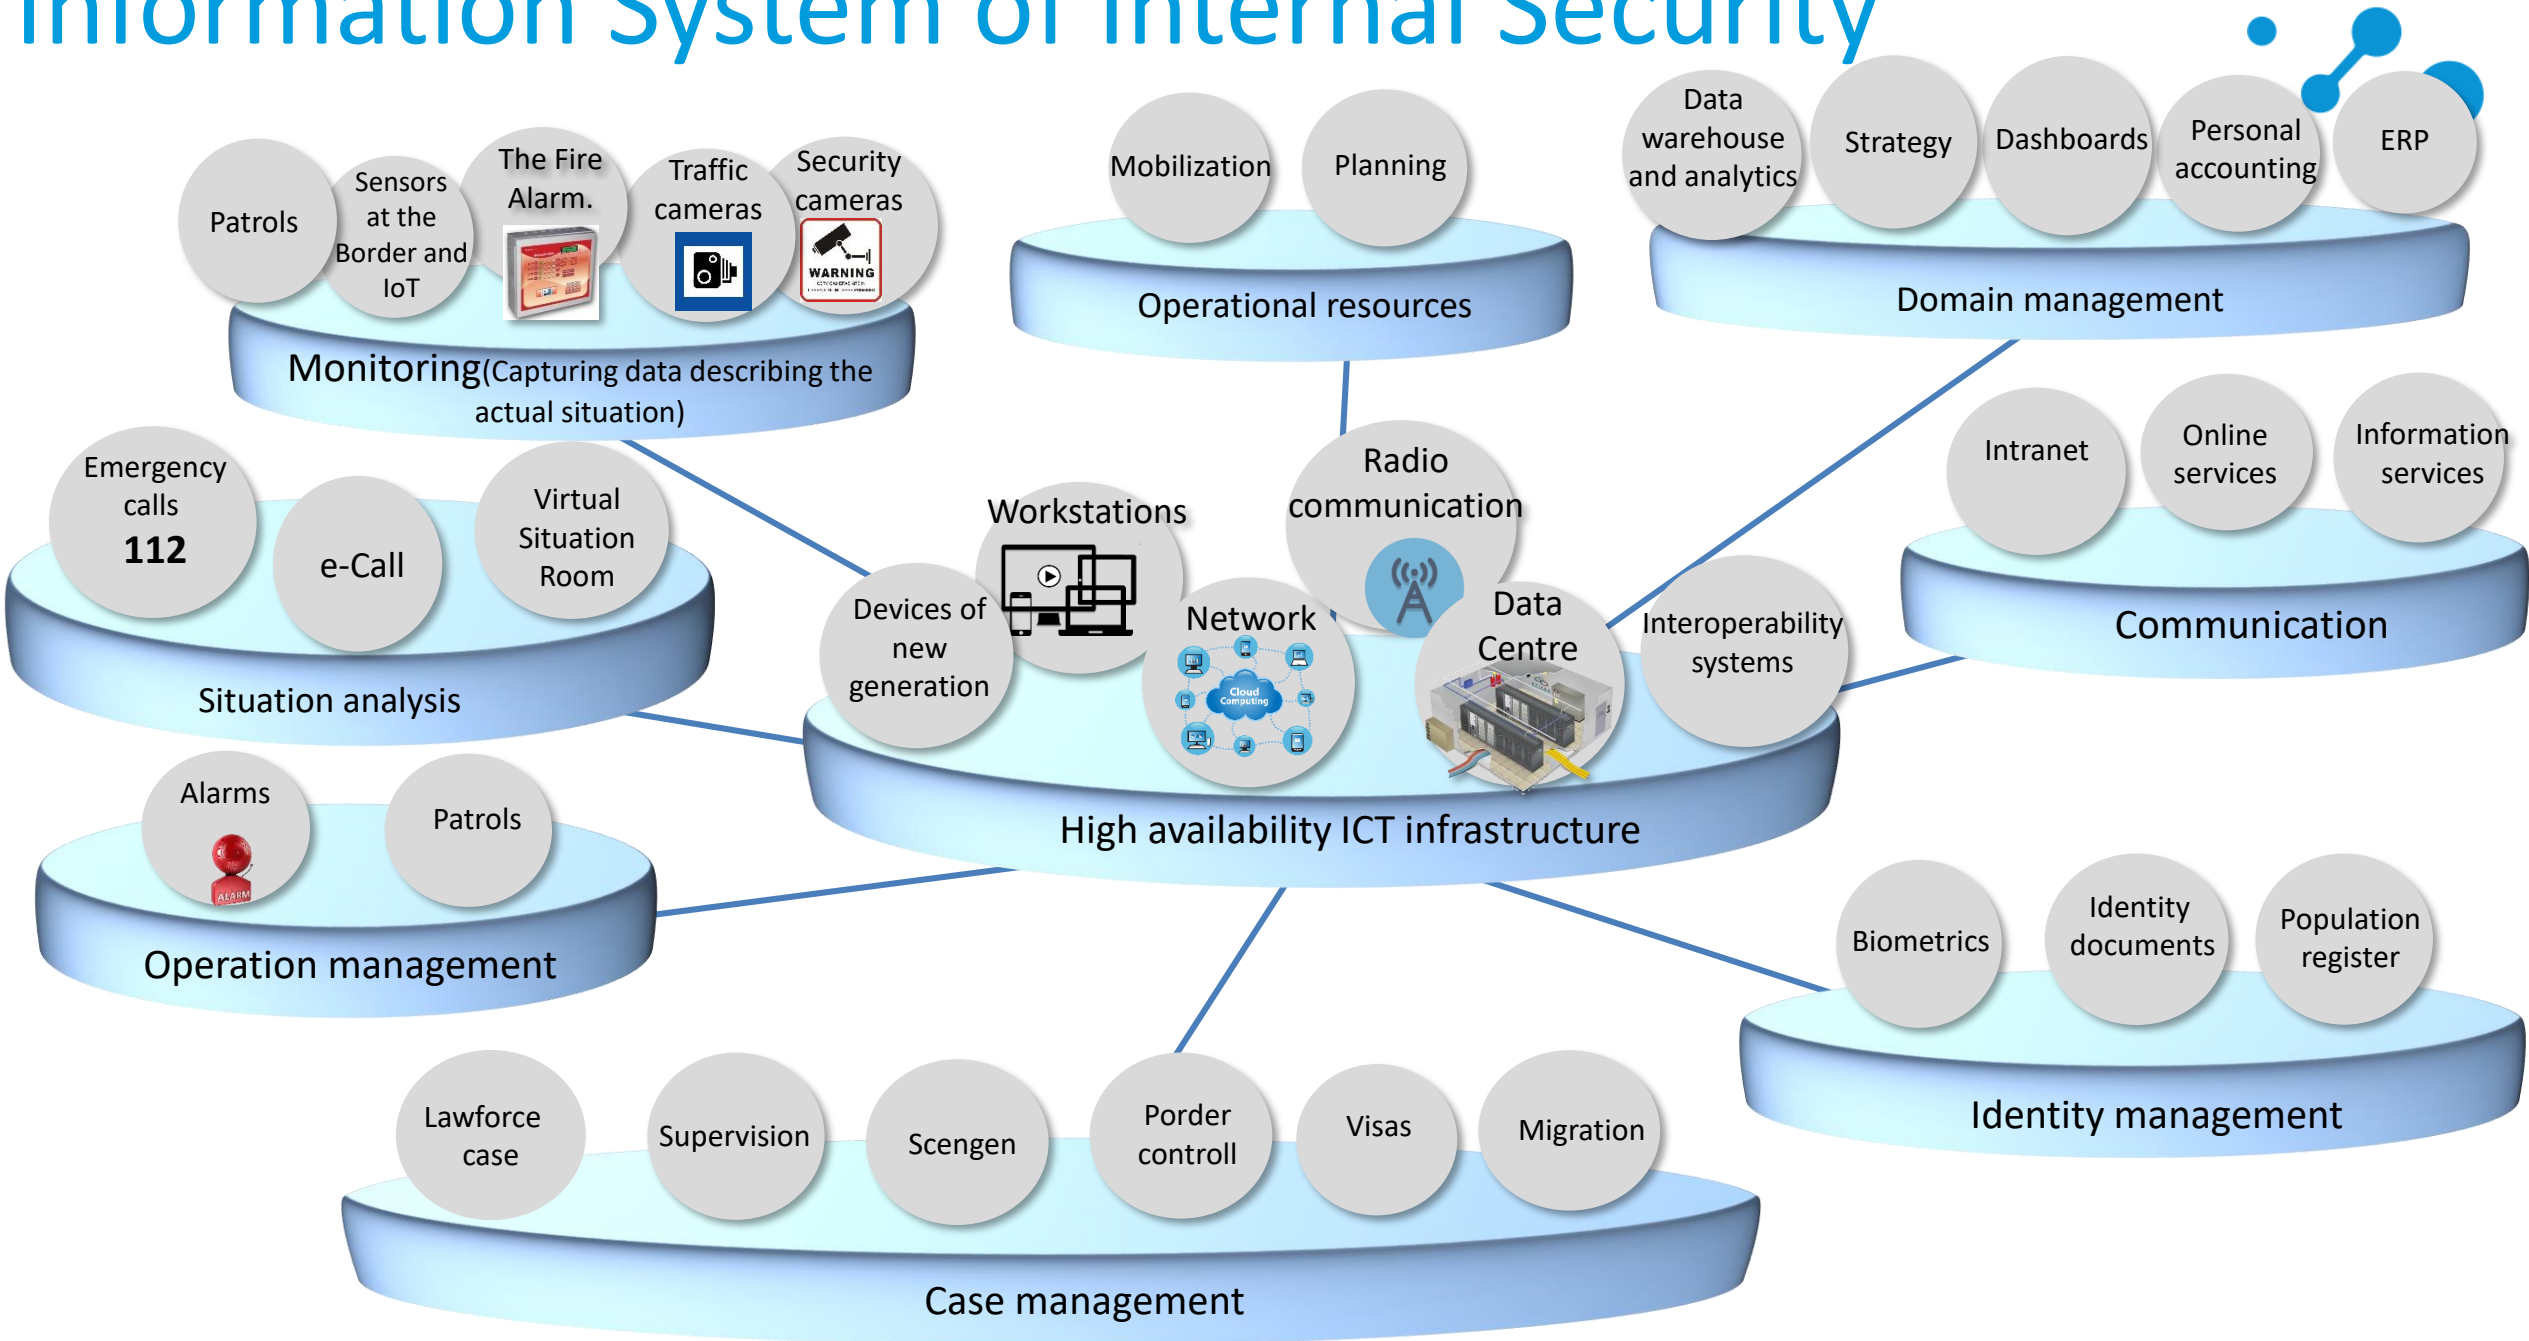 Information System of Internal Security
Patrols
Sensors
at the
Border and
IoT
The Fire
Alarm.
Traffic
cameras
Security
cameras
WARNING
Monitoring(Capturing data describing the
actual situation)
Mobilization
Planning
Operational resources
Data
warehouse
and analytics
Strategy
Dashboards
Personal
accounting
ERP
Domain management
Emergency
calls
112
e-Call
Virtual
Situation
Room
Situation analysis
Devices of
new
generation
Workstations
Network
Cloud
Computing
Radio
communication
Data
Centre
Interoperability
systems
High availability ICT infrastructure
Intranet
Online
services
Information
services
Communication
Alarms
ALARM
Patrols
Operation management
Biometrics
Identity
documents
Population
register
Identity management
Lawforce
case
Supervision
Scengen
Porder
controll
Visas
Migration
Case management